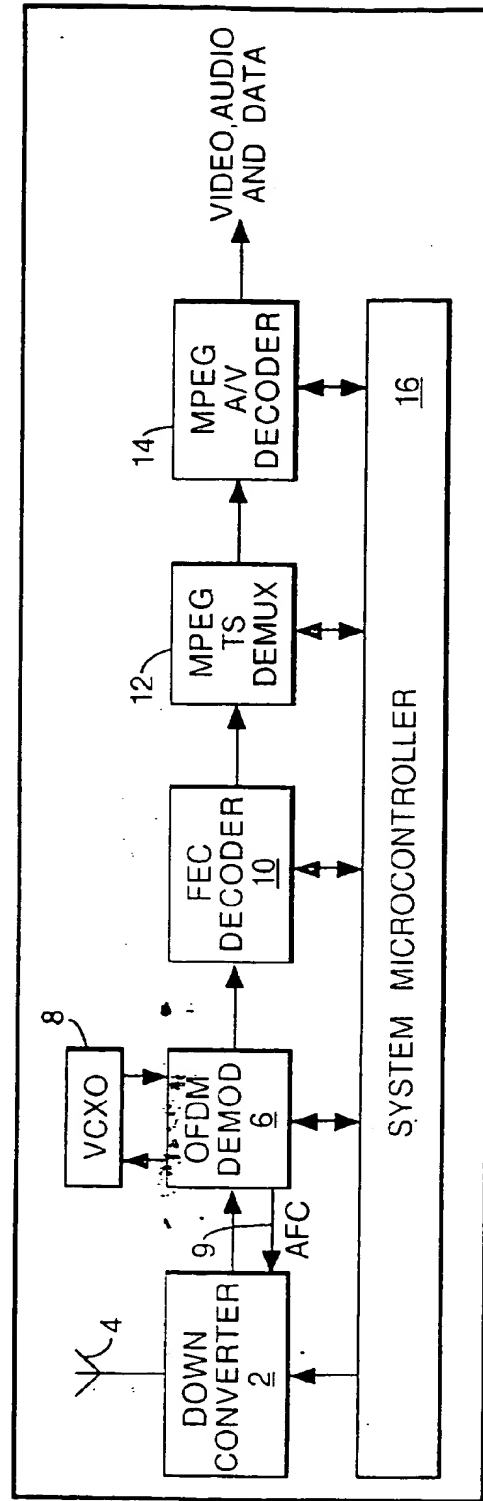 4
DOWN
CONVERTER
2
9
AFC
8
VCXO
OFDM
DEMOD
6
FEC
DECODER
10
12
MPEG
TS
DEMUX
14
MPEG
A/V
DECODER
VIDEO, AUDIO
AND DATA
SYSTEM MICROCONTROLLER
16